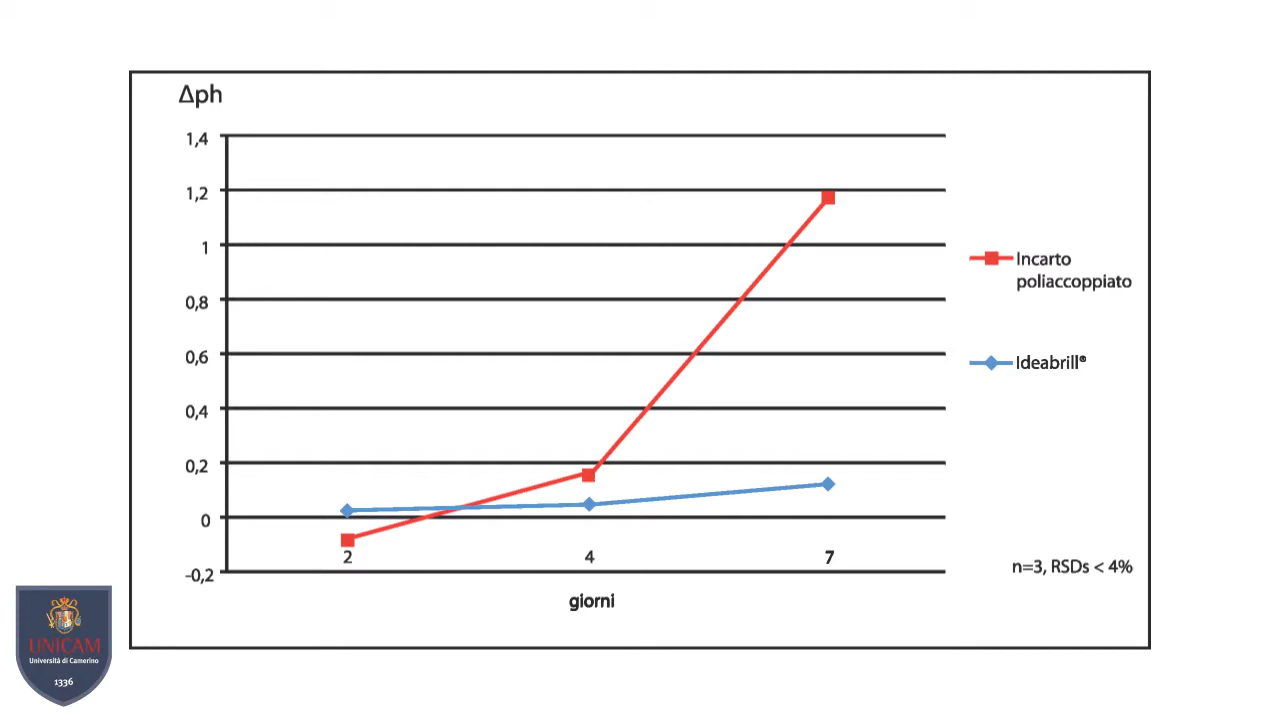 Δph
1,4
1,2
1
0,8
0,6
0,4
0,2
0
-0,2
2 4 7
giorni
Incarto
poliaccoppiato
Ideabrill®
n=3, RSDs < 4%
UNICAM
Università di Camerino
1336